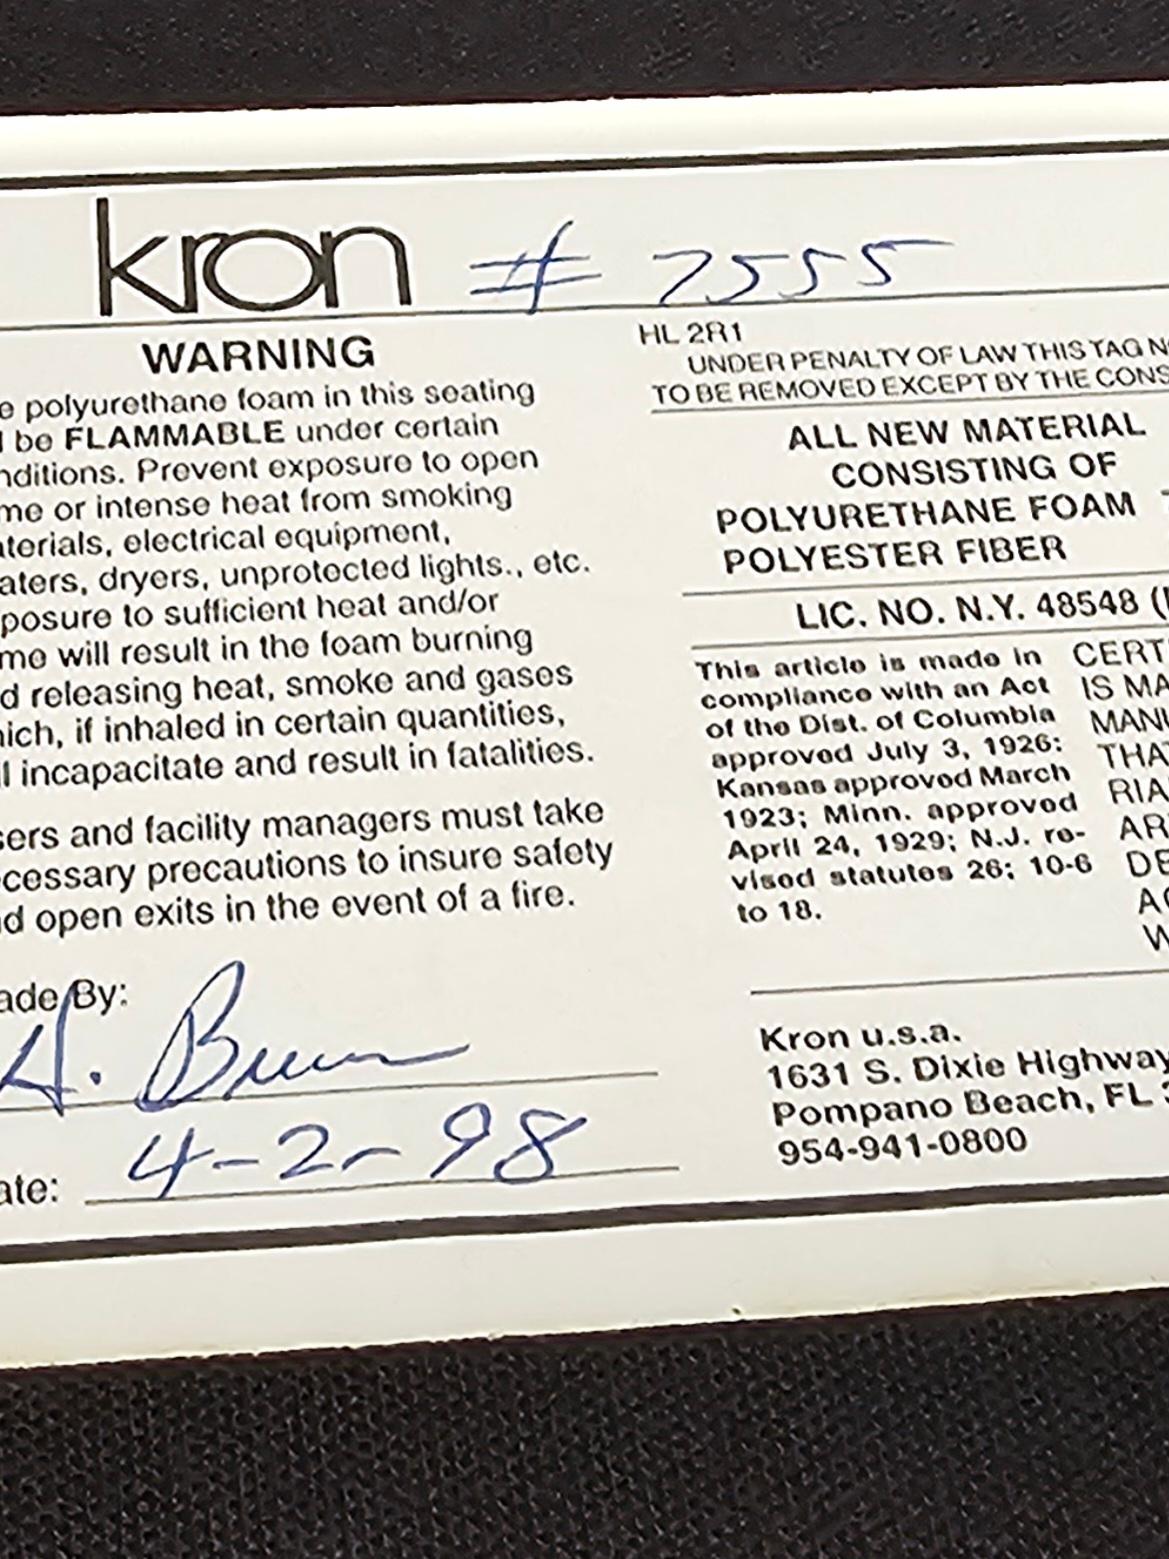 kron # 7555
WARNING
e polyurethane foam in this seating
l be FLAMMABLE under certain
nditions. Prevent exposure to open
me or intense heat from smoking
aterials, electrical equipment,
aters, dryers, unprotected lights., etc.
posure to sufficient heat and/or
me will result in the foam burning
d releasing heat, smoke and gases
hich, if inhaled in certain quantities,
l incapacitate and result in fatalities.
sers and facility managers must take
ecessary precautions to insure safety
nd open exits in the event of a fire.
ade By:
H.
ate: 4-2-98
HL 2R1
UNDER PENALTY OF LAW THIS TAG NO
TO BE REMOVED EXCEPT BY THE CONS
ALL NEW MATERIAL
CONSISTING OF
POLYURETHANE FOAM
POLYESTER FIBER
LIC. NO. N.Y. 48548 (
This article is made in
compliance with an Act
of the Dist. of Columbia
approved July 3, 1926:
Kansas approved March
1923; Minn. approved
April 24, 1929; N.J. re-
vised statutes 26; 10-6
to 18.
CERT
IS MA
MAN
THA
RIA
AR
DE
AC
W
Kron u.s.a.
1631 S. Dixie Highway
Pompano Beach, FL
954-941-0800